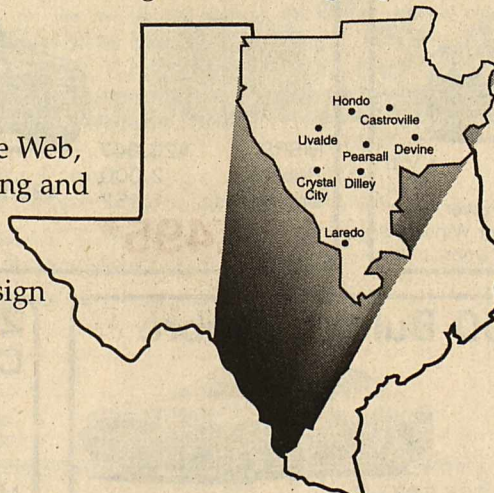 e Web,
ng and
sign
Hondo
Castroville
Uvalde
Devine
Pearsall
Crystal
City
Dilley
Laredo